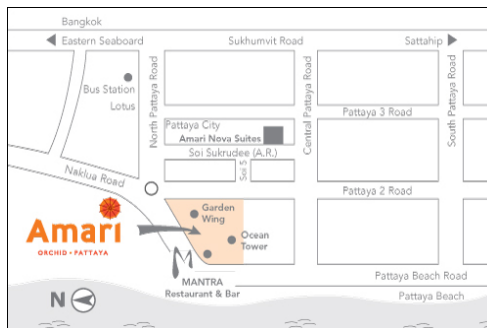 Bangkok
Eastern Seaboard
Sukhumvit Road
Sattahip
Bus Station
Lotus
North Pattaya Road
Central Pattaya Road
South Pattaya Road
Pattaya 3 Road
Pattaya City
Amari Nova Suites
Soi Sukrudee (A.R.)
Soi 5
Naklua Road
Pattaya 2 Road
Garden
Wing
Amari
ORCHID • PATTAYA
Ocean
Tower
M
MANTRA
Restaurant & Bar
Pattaya Beach Road
Pattaya Beach
N